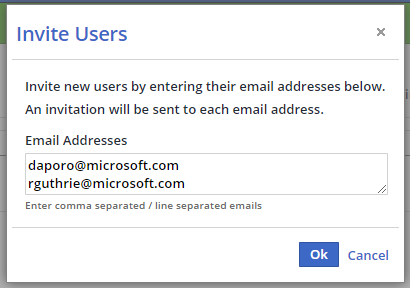 Invite Users
×
Invite new users by entering their email addresses below.
An invitation will be sent to each email address.
Email Addresses
daporo@microsoft.com
rguthrie@microsoft.com
Enter comma separated / line separated emails
Ok Cancel